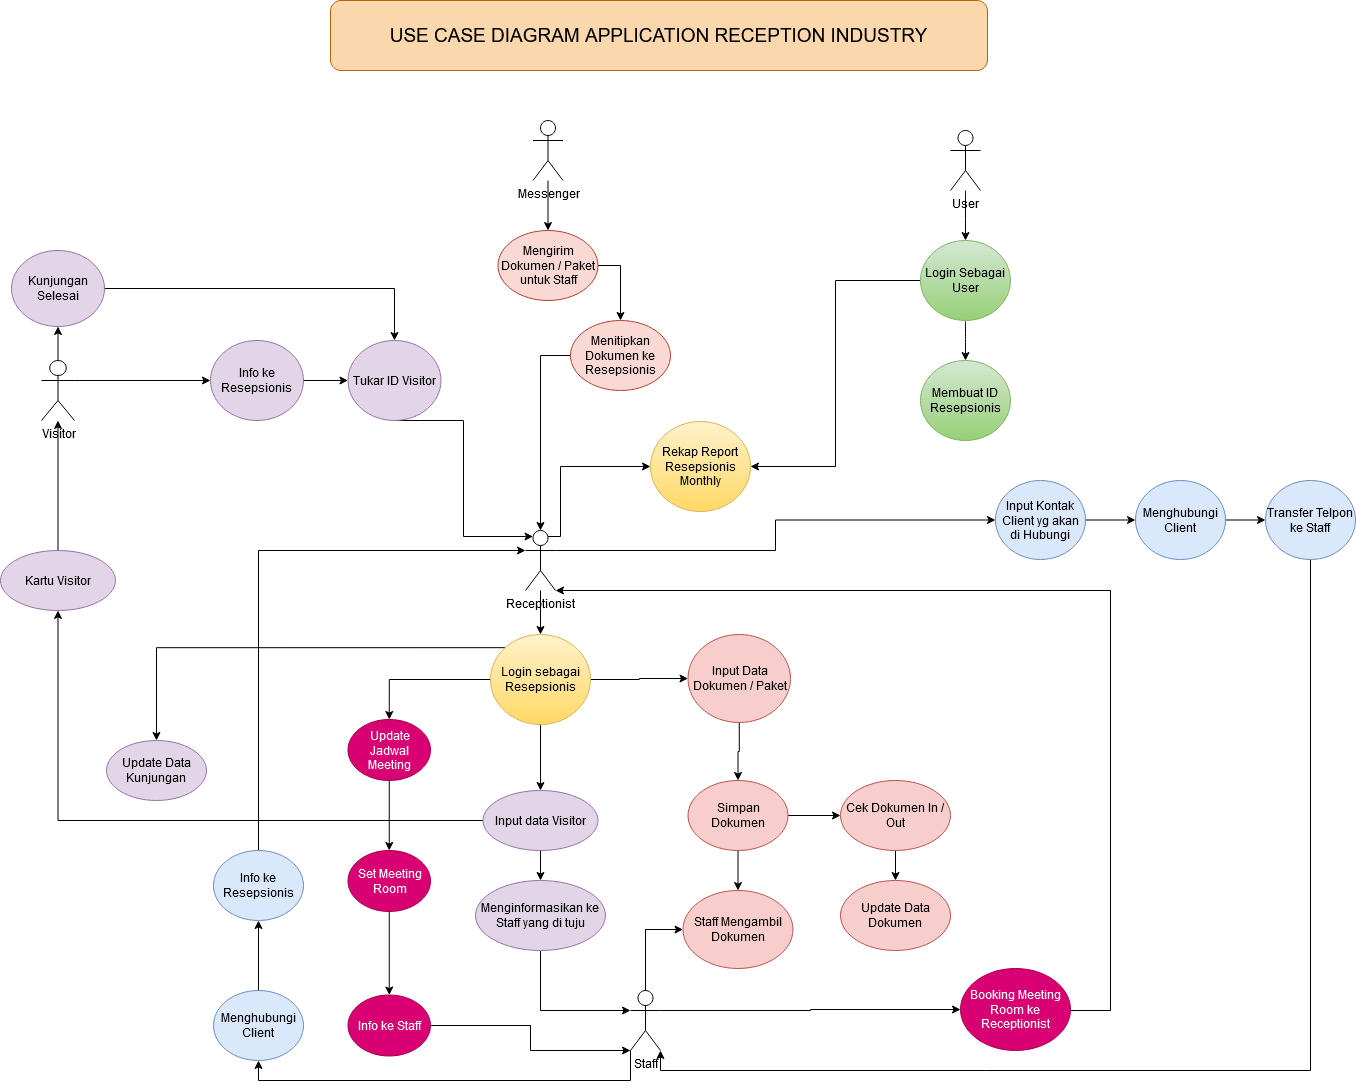 USE CASE DIAGRAM APPLICATION RECEPTION INDUSTRY
Messenger
User
Mengirim
Dokumen / Paket
untuk Staff
Login Sebagai
User
Kunjungan
Selesai
Menitipkan
Dokumen ke
Resepsionis
Info ke
Resepsionis
Tukar ID Visitor
Membuat ID
Resepsionis
Visitor
Rekap Report
Resepsionis
Monthly
Input Kontak
Client yg akan
di Hubungi
Menghubungi
Client
Transfer Telpon
ke Staff
Kartu Visitor
Receptionist
Login sebagai
Resepsionis
Input Data
Dokumen / Paket
Update
Jadwal
Meeting
Update Data
Kunjungan
Input data Visitor
Simpan
Dokumen
Cek Dokumen In /
Out
Info ke
Resepsionis
Set Meeting
Room
Menginformasikan ke
Staff yang di tuju
Staff Mengambil
Dokumen
Update Data
Dokumen
Menghubungi
Client
Info ke Staff
Booking Meeting
Room ke
Receptionist
Staff